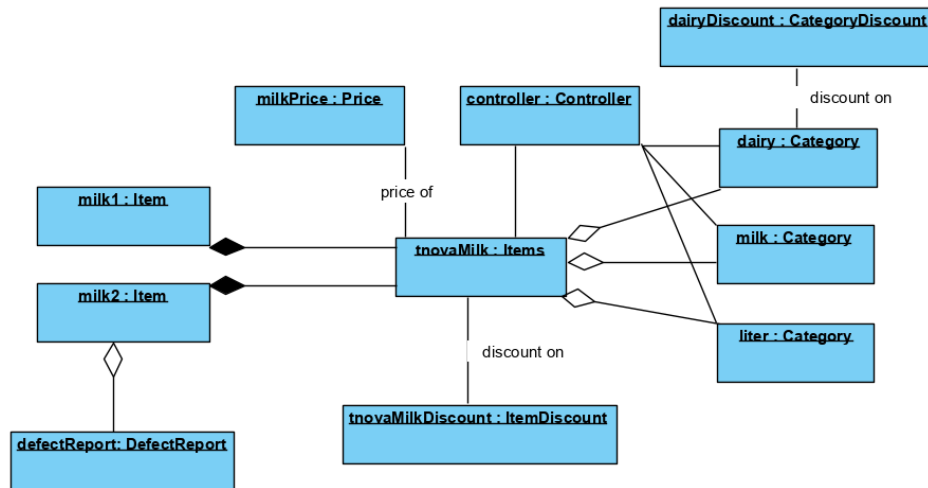 dairyDiscount : CategoryDiscount
milkPrice : Price
controller : Controller
discount on
dairy : Category
milk1 : Item
price of
tnovaMilk : Items
milk : Category
milk2 : Item
discount on
liter : Category
tnovaMilkDiscount : ItemDiscount
defectReport: DefectReport